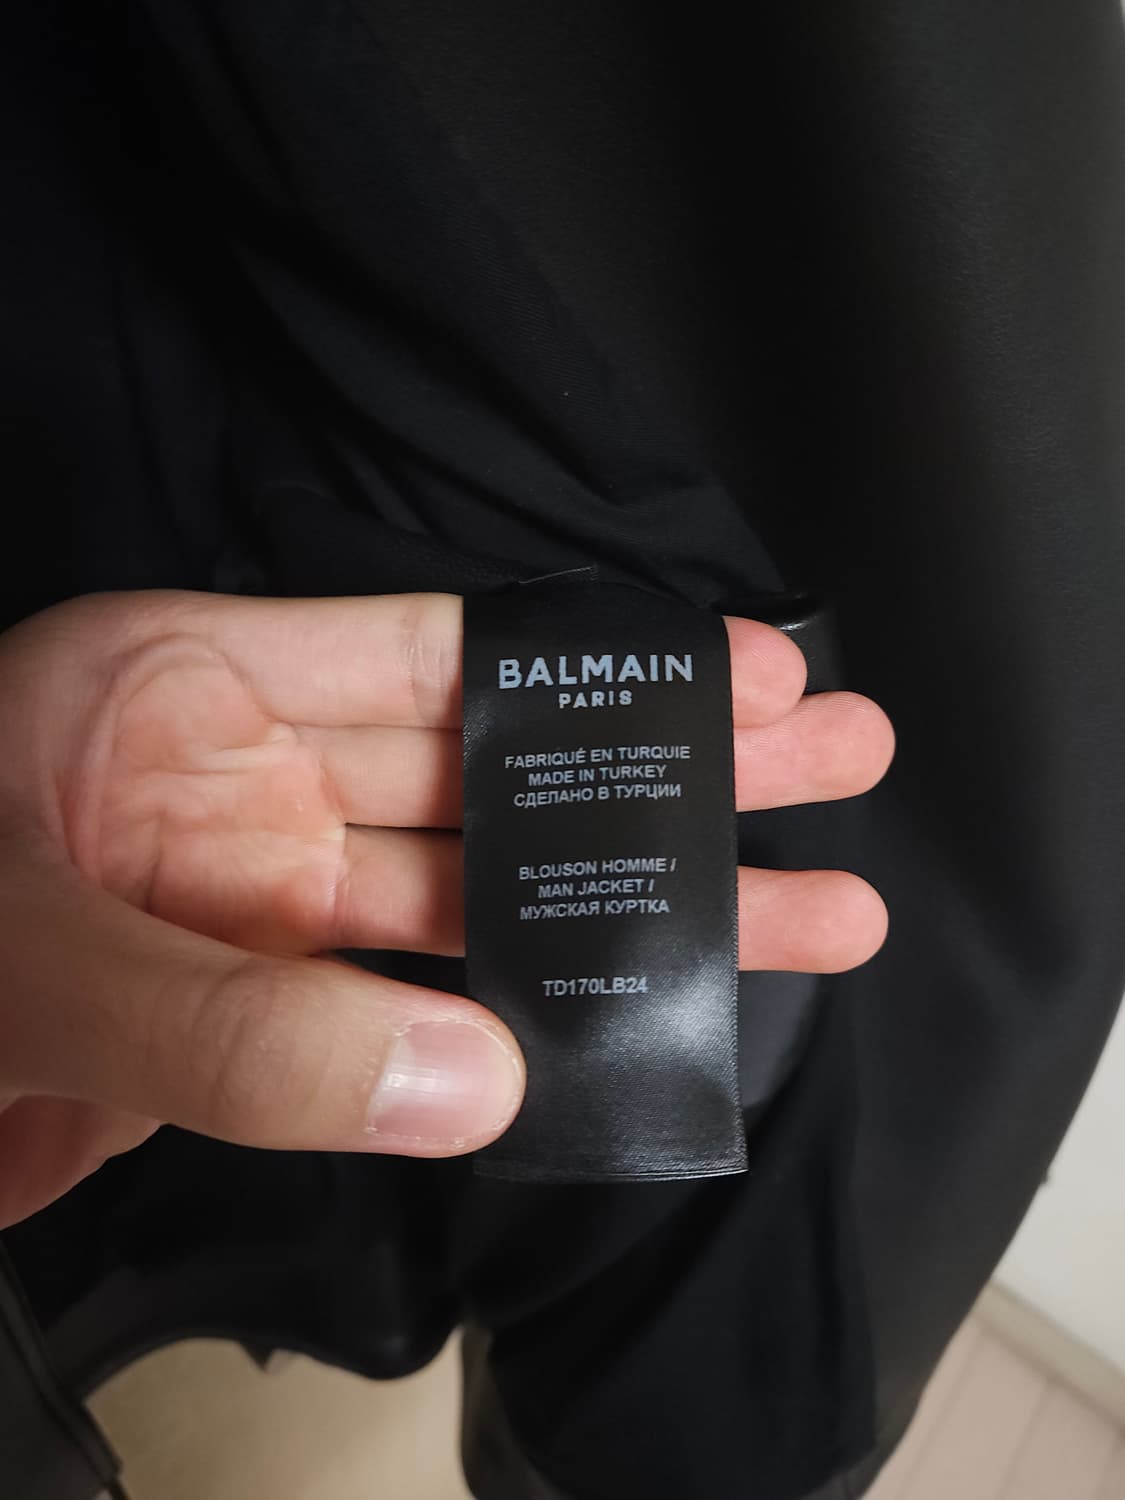 BALMAIN
PARIS
FABRIQUÉ EN TURQUIE
MADE IN TURKEY
СДЕЛАНО В ТУРЦИИ
BLOUSON HOMME /
MAN JACKET /
МУЖСКАЯ КУРТКА
TD170LB24